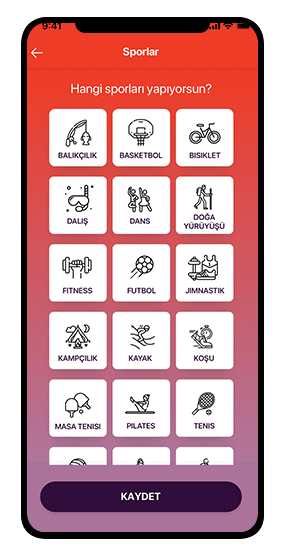 9:41
Sporlar
Hangi sporları yapıyorsun?
BALIKÇILIK BASKETBOL BISIKLET
DALIŞ DANS DOĞA
YÜRÜYÜŞÜ
FITNESS FUTBOL JIMNASTIK
KAMPÇILIK KAYAK KOŞU
MASA TENISI PILATES TENIS
KAYDET